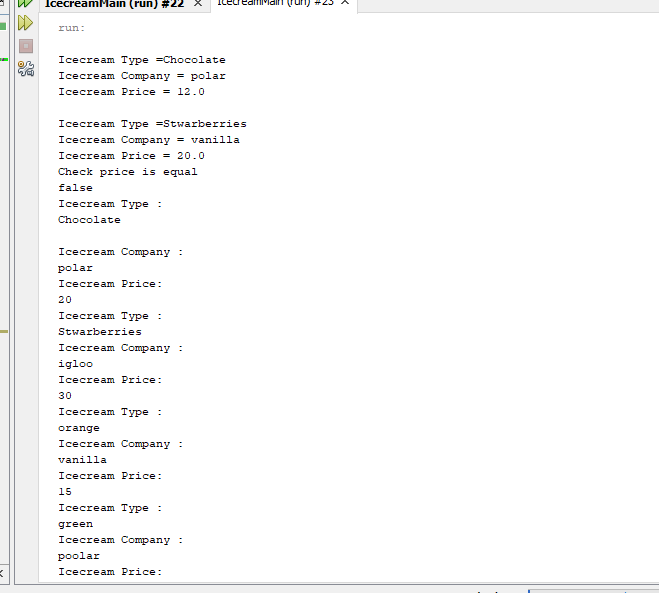 IcecreamMain (run) #22 × IcecreamMain (run) #23 ×
run:
Icecream Type =Chocolate
Icecream Company = polar
Icecream Price = 12.0
Icecream Type =Stwarberries
Icecream Company = vanilla
Icecream Price = 20.0
Check price is equal
false
Icecream Type :
Chocolate
Icecream Company :
polar
Icecream Price:
20
Icecream Type :
Stwarberries
Icecream Company :
igloo
Icecream Price:
30
Icecream Type :
orange
Icecream Company :
vanilla
Icecream Price:
15
Icecream Type :
green
Icecream Company :
poolar
Icecream Price: